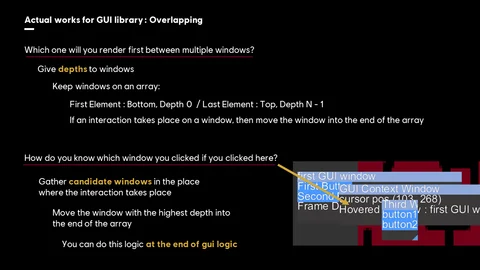 Actual works for GUI library : Overlapping
Which one will you render first between multiple windows?
Give depths to windows
Keep windows on an array:
First Element : Bottom, Depth 0 / Last Element : Top, Depth N - 1
If an interaction takes place on a window, then move the window into the end of the array
How do you know which window you clicked if you clicked here?
Gather candidate windows in the place
where the interaction takes place
Move the window with the highest depth into
the end of the array
You can do this logic at the end of gui logic
first GUI window
First Butt
GUI Context Window
Second
cursor pos (103, 268)
Frame D
Hovered
y : first GUI w
Third W
button1
button2